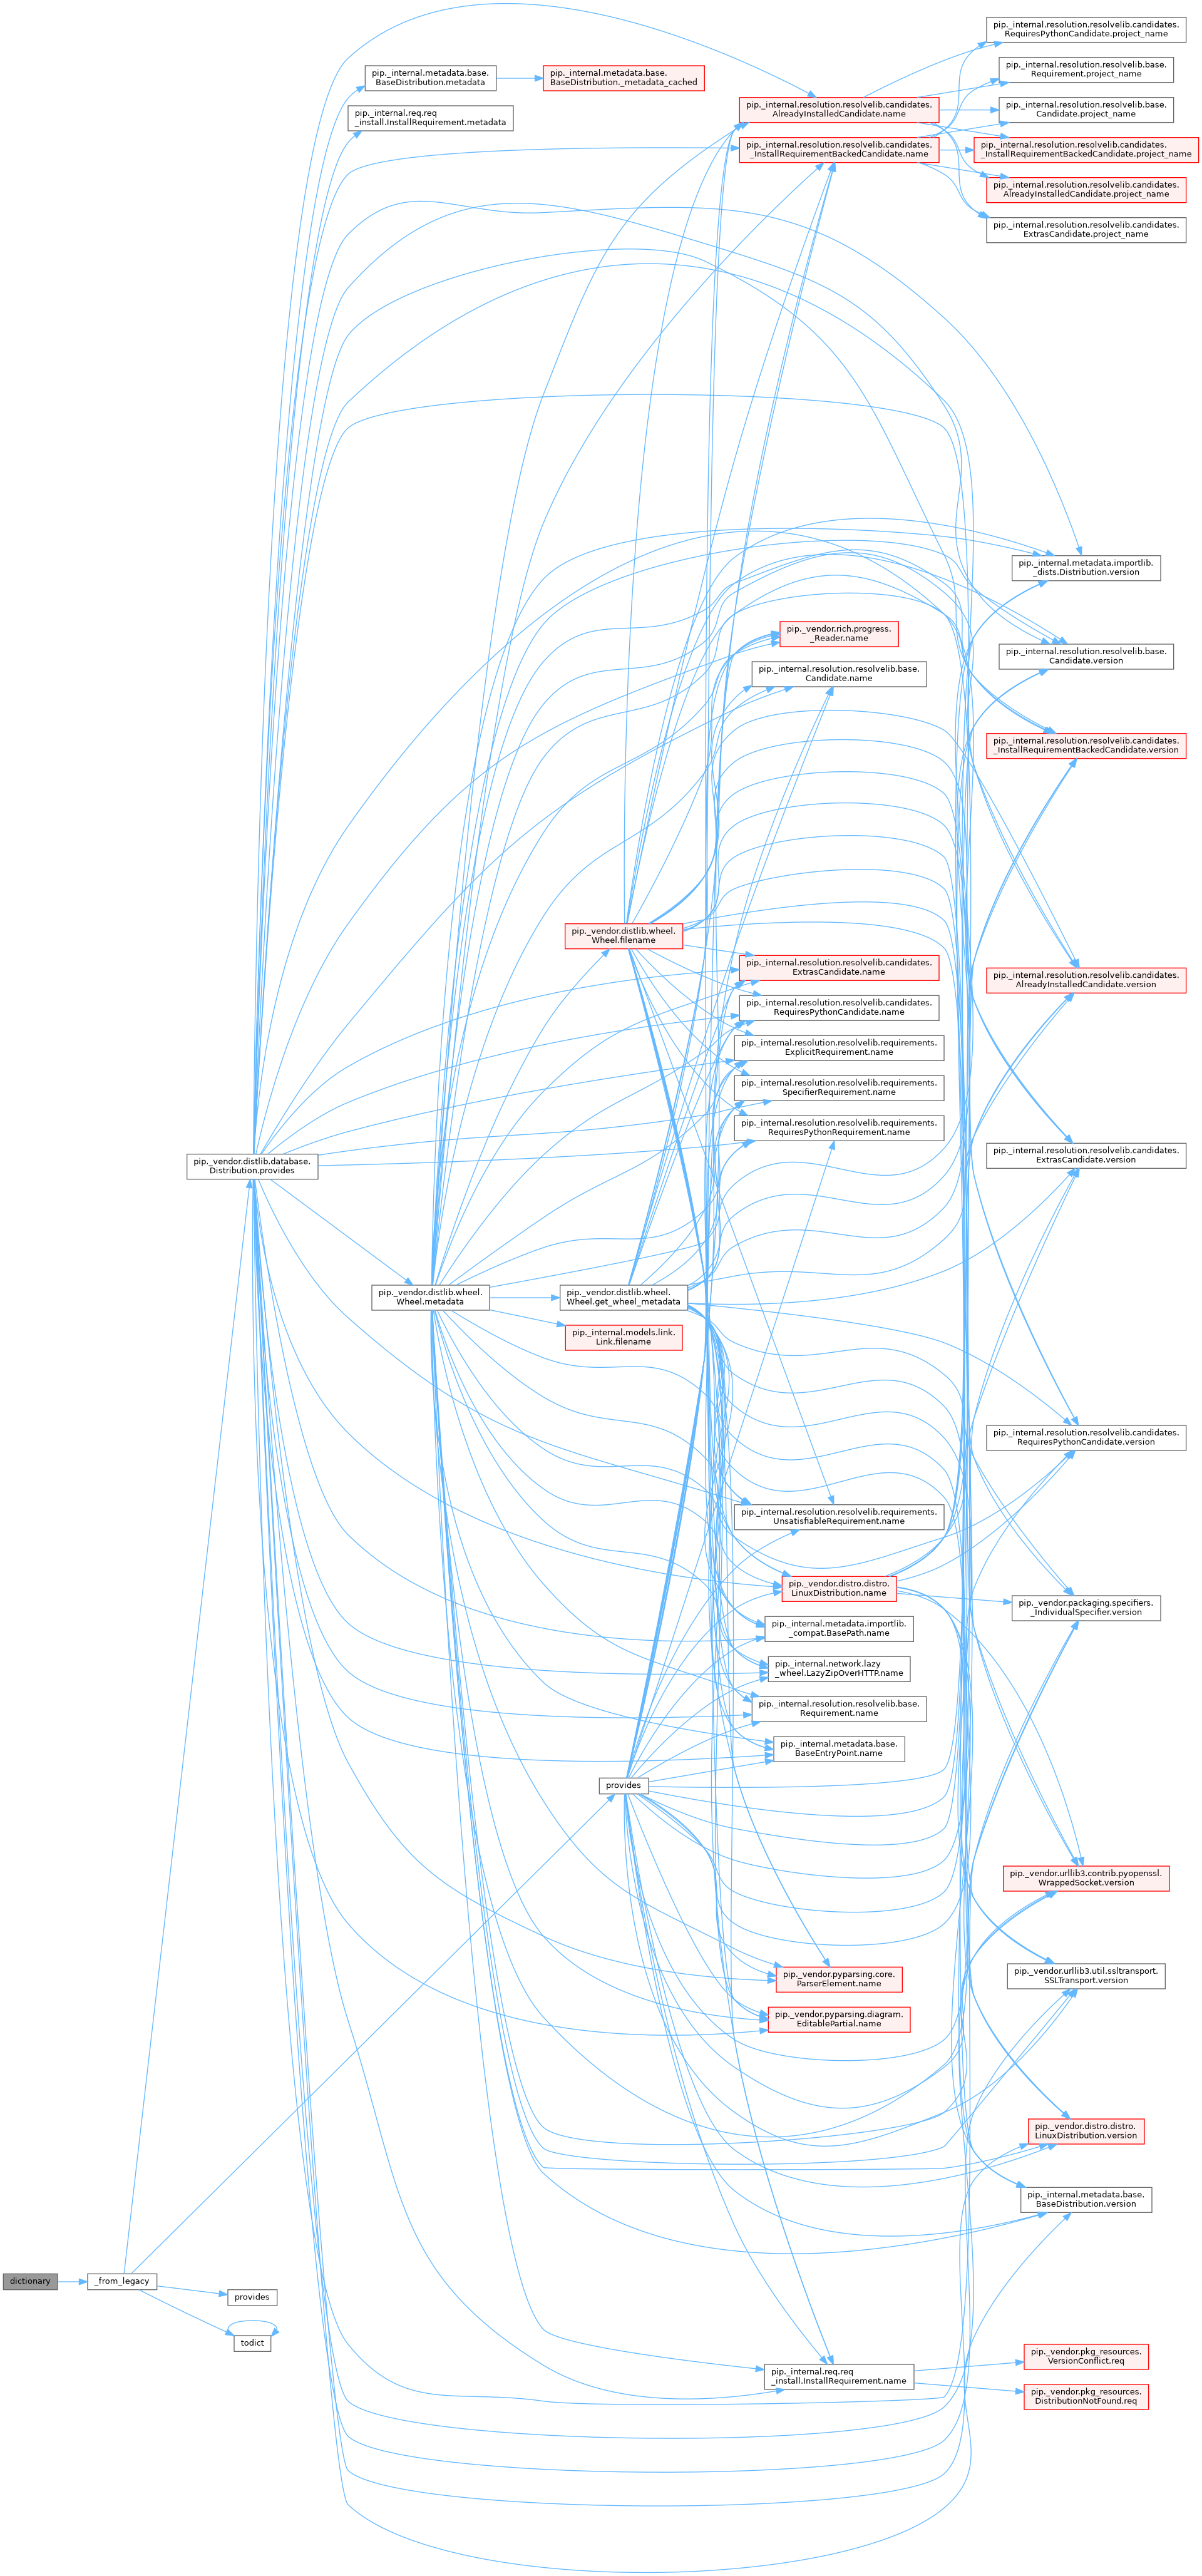 pip._internal.resolution.resolvelib.candidates.
RequiresPythonCandidate.project_name
pip._internal.metadata.base.
BaseDistribution.metadata
pip._internal.metadata.base.
BaseDistribution._metadata_cached
pip._internal.resolution.resolvelib.base.
Requirement.project_name
pip._internal.req.req
_install.InstallRequirement.metadata
pip._internal.resolution.resolvelib.candidates.
AlreadyInstalledCandidate.name
pip._internal.resolution.resolvelib.base.
Candidate.project_name
pip._internal.resolution.resolvelib.candidates.
_InstallRequirementBackedCandidate.name
pip._internal.resolution.resolvelib.candidates.
_InstallRequirementBackedCandidate.project_name
pip._internal.resolution.resolvelib.candidates.
AlreadyInstalledCandidate.project_name
pip._internal.resolution.resolvelib.candidates.
ExtrasCandidate.project_name
pip._internal.metadata.importlib.
_dists.Distribution.version
pip._vendor.rich.progress.
_Reader.name
pip._internal.resolution.resolvelib.base.
Candidate.version
pip._internal.resolution.resolvelib.base.
Candidate.name
pip._internal.resolution.resolvelib.candidates.
_InstallRequirementBackedCandidate.version
pip._vendor.distlib.wheel.
Wheel.filename
pip._internal.resolution.resolvelib.candidates.
ExtrasCandidate.name
pip._internal.resolution.resolvelib.candidates.
AlreadyInstalledCandidate.version
pip._internal.resolution.resolvelib.candidates.
RequiresPythonCandidate.name
pip._internal.resolution.resolvelib.requirements.
ExplicitRequirement.name
pip._internal.resolution.resolvelib.requirements.
SpecifierRequirement.name
pip._internal.resolution.resolvelib.requirements.
RequiresPythonRequirement.name
pip._internal.resolution.resolvelib.candidates.
ExtrasCandidate.version
pip._vendor.distlib.database.
Distribution.provides
pip._vendor.distlib.wheel.
Wheel.metadata
pip._vendor.distlib.wheel.
Wheel.get_wheel_metadata
pip._internal.models.link.
Link.filename
pip._internal.resolution.resolvelib.candidates.
RequiresPythonCandidate.version
pip._internal.resolution.resolvelib.requirements.
UnsatisfiableRequirement.name
pip._vendor.distro.distro.
LinuxDistribution.name
pip._vendor.packaging.specifiers.
_IndividualSpecifier.version
pip._internal.metadata.importlib.
_compat.BasePath.name
pip._internal.network.lazy
_wheel.LazyZipOverHTTP.name
pip._internal.resolution.resolvelib.base.
Requirement.name
pip._internal.metadata.base.
BaseEntryPoint.name
provides
pip._vendor.urllib3.contrib.pyopenssl.
WrappedSocket.version
pip._vendor.pyparsing.core.
ParserElement.name
pip._vendor.urllib3.util.ssltransport.
SSLTransport.version
pip._vendor.pyparsing.diagram.
EditablePartial.name
pip._vendor.distro.distro.
LinuxDistribution.version
pip._internal.metadata.base.
BaseDistribution.version
dictionary
_from_legacy
provides
todict
pip._internal.req.req
_install.InstallRequirement.name
pip._vendor.pkg_resources.
VersionConflict.req
pip._vendor.pkg_resources.
DistributionNotFound.req